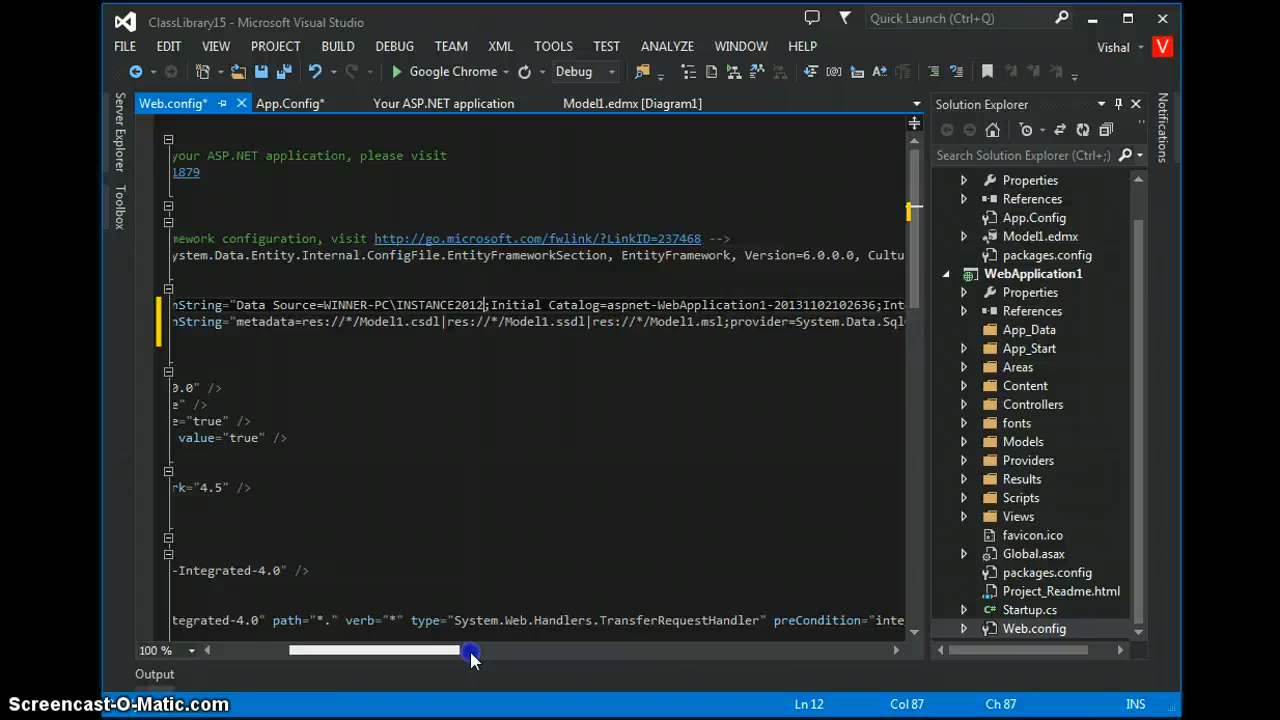 ClassLibrary15 - Microsoft Visual Studio
Quick Launch (Ctrl+Q)
FILE EDIT VIEW PROJECT BUILD DEBUG TEAM XML TOOLS TEST ANALYZE WINDOW HELP
Vishal V
Google Chrome Debug
Web.config* App.Config* Your ASP.NET application Model1.edmx [Diagram1]
Server Explorer
Toolbox
your ASP.NET application, please visit
1879
mework configuration, visit http://go.microsoft.com/fwlink/?LinkID=237468 -->
ystem.Data.Entity.Internal.ConfigFile.EntityFrameworkSection, EntityFramework, Version=6.0.0.0, Cultu
nString="Data Source=WINNER-PC\INSTANCE2012;Initial Catalog=aspnet-WebApplication1-20131102102636;Int
nString="metadata=res://*/Model1.csdl|res://*/Model1.ssdl|res://*/Model1.msl;provider=System.Data.Sql
0.0" />
e" />
e="true" />
value="true" />
rk="4.5" />
-Integrated-4.0" />
tegrated-4.0" path="*." verb="*" type="System.Web.Handlers.TransferRequestHandler" preCondition="inte
100 %
Output
Solution Explorer
Search Solution Explorer (Ctrl+;)
Properties
References
App.Config
Model1.edmx
packages.config
WebApplication1
Properties
References
App_Data
App_Start
Areas
Content
Controllers
fonts
Models
Providers
Results
Scripts
Views
favicon.ico
Global.asax
packages.config
Project_Readme.html
Startup.cs
Web.config
Notifications
Ln 12 Col 87 Ch 87 INS
Screencast-O-Matic.com